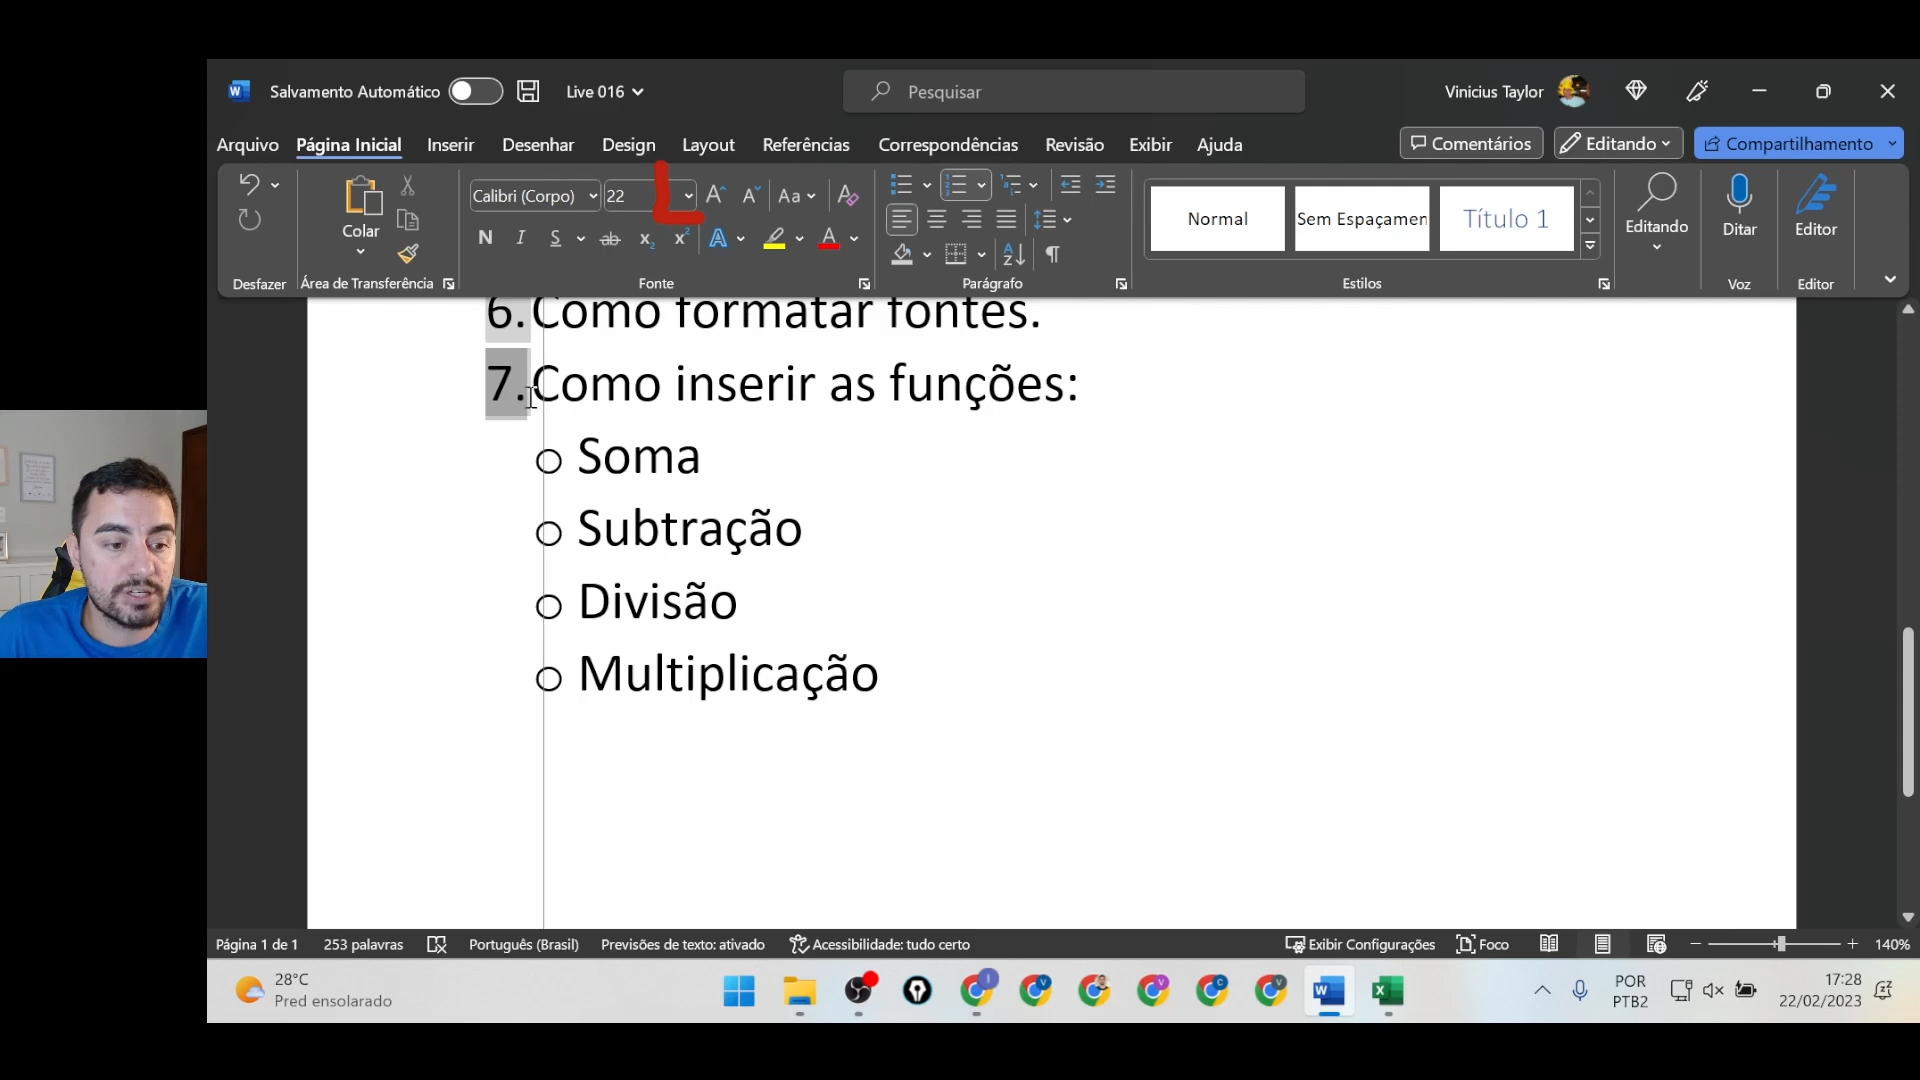 Salvamento Automático
Live 016
Pesquisar
Vinicius Taylor
Arquivo Página Inicial Inserir Desenhar Design Layout Referências Correspondências Revisão Exibir Ajuda
Comentários Editando Compartilhamento
Colar
Calibri (Corpo) 22
Aa
N I S ab x₂ x² A A
Normal
Sem Espaçamen
Título 1
Editando
Ditar
Editor
Desfazer Área de Transferência Fonte Parágrafo Estilos Voz Editor
6. Como formatar fontes.
7. Como inserir as funções:
o Soma
o Subtração
o Divisão
o Multiplicação
Página 1 de 1 253 palavras Português (Brasil) Previsões de texto: ativado Acessibilidade: tudo certo Exibir Configurações Foco 140%
28°C
Pred ensolarado
POR
PTB2
17:28
22/02/2023